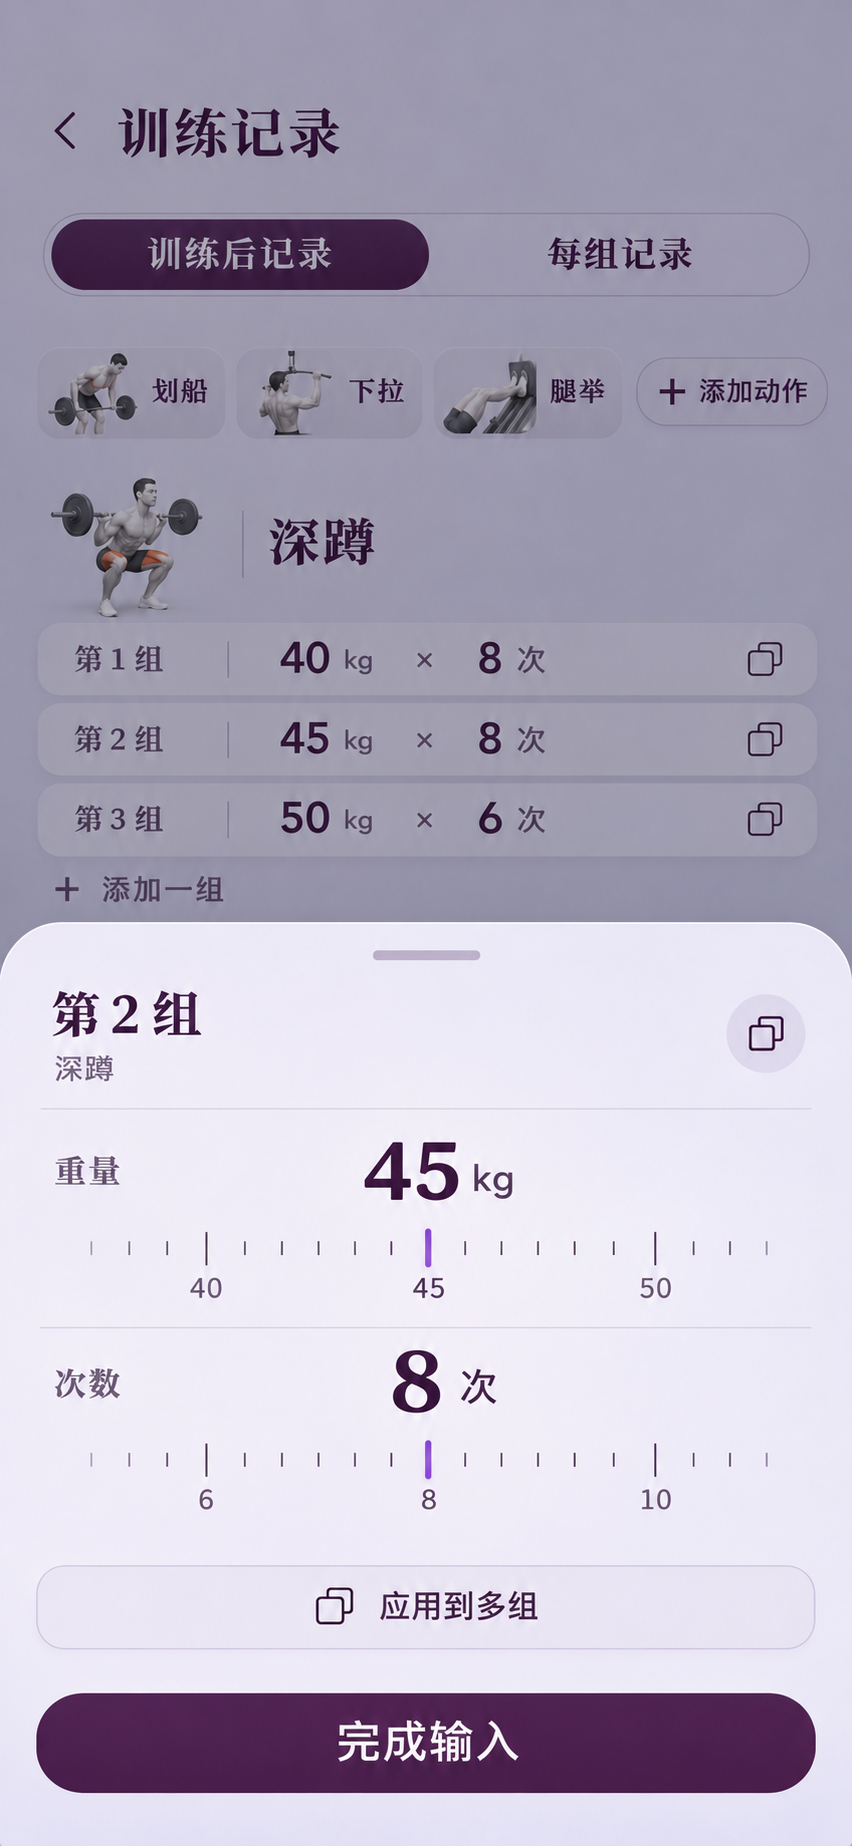 训练记录
训练后记录 每组记录
划船 下拉 腿举 + 添加动作
深蹲
第 1 组 40 kg × 8 次
第 2 组 45 kg × 8 次
第 3 组 50 kg × 6 次
+ 添加一组
第 2 组
深蹲
重量 45 kg
40 45 50
次数 8 次
6 8 10
应用到多组
完成输入